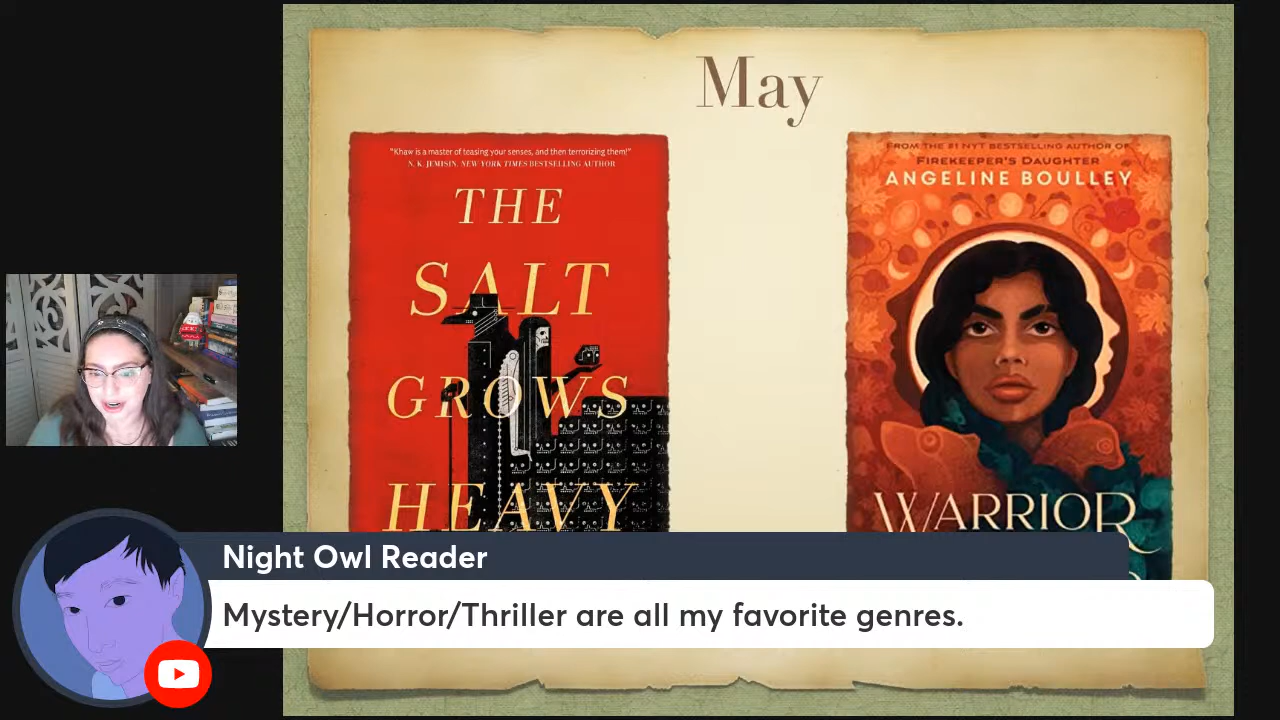 May
"Khaw is a master of teasing your senses, and then terrorizing them!"
N. K. JEMISIN, NEW YORK TIMES BESTSELLING AUTHOR
THE
SALT
GROWS
HEAVY
FROM THE #1 NYT BESTSELLING AUTHOR OF
FIREKEEPER'S DAUGHTER
ANGELINE BOULLEY
WARRIOR
Night Owl Reader
Mystery/Horror/Thriller are all my favorite genres.